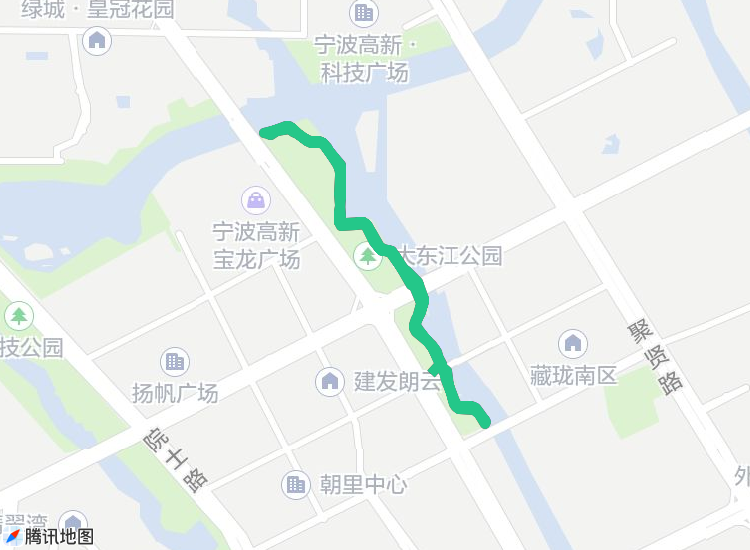 绿城·皇冠花园
宁波高新·
科技广场
宁波高新
宝龙广场
大东江公园
技公园
聚贤路
藏珑南区
扬帆广场
建发朗云
院士路
朝里中心
外
翠湾
腾讯地图